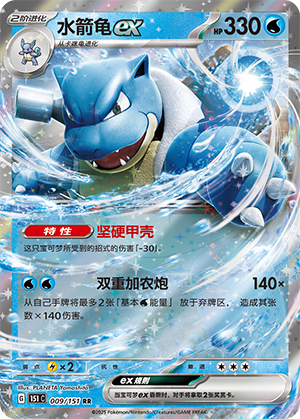 2阶进化
水箭龟ex
HP 330
从卡咪龟进化
特性 坚硬甲壳
这只宝可梦所受到的招式的伤害「-30」。
双重加农炮 140×
从自己手牌将最多2张「基本 能量」放于弃牌区,造成其张
数×140伤害。
弱点 ×2 抵抗力 撤退
ex规则
当宝可梦ex昏厥时,对手将拿取2张奖赏卡。
Illus. PLANETA Yamashita
G 151 C 009/151 RR
©2025 Pokémon/Nintendo/Creatures/GAME FREAK